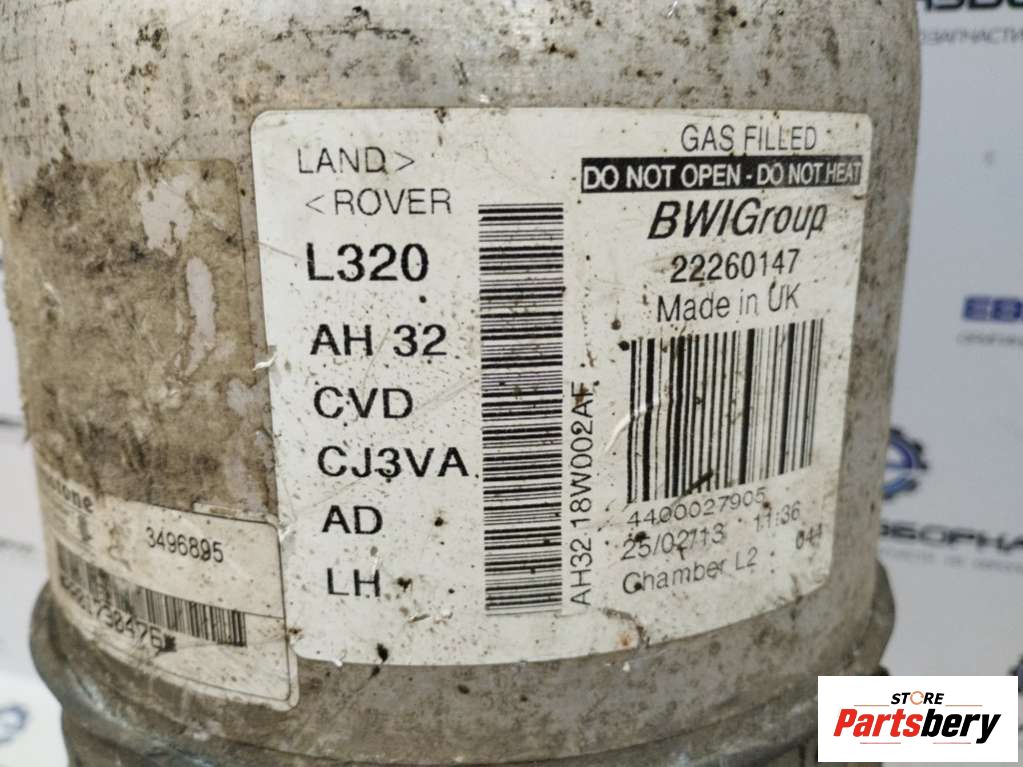 LAND>
<ROVER
L320
AH 32
CVD
CJ3VA
AD
LH
AH32 18W002AF
GAS FILLED
DO NOT OPEN - DO NOT HEAT
BWIGroup
22260147
Made in UK
4400027905
25/02/13 11:36
Chamber L2 044
3496895
STORE
Partsbery